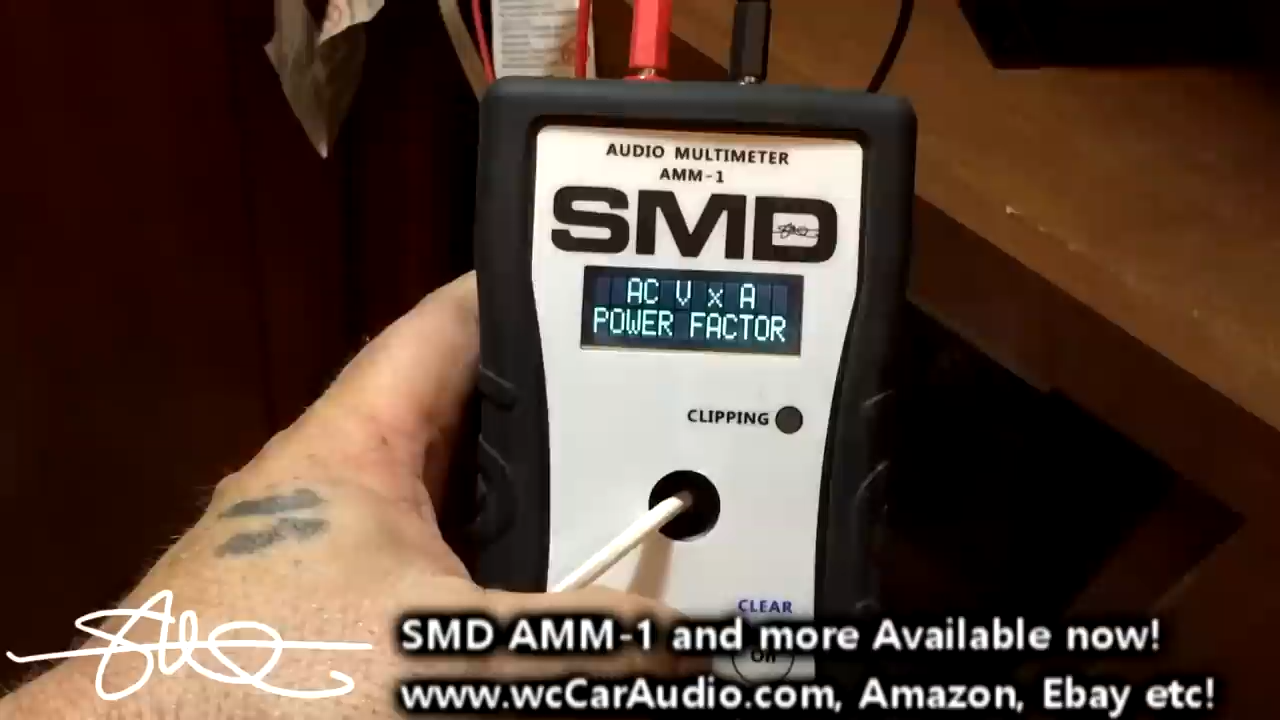 AUDIO MULTIMETER
AMM-1
SMD
AC V x A
POWER FACTOR
CLIPPING
CLEAR
On
SMD AMM-1 and more Available now!
www.wcCarAudio.com, Amazon, Ebay etc!